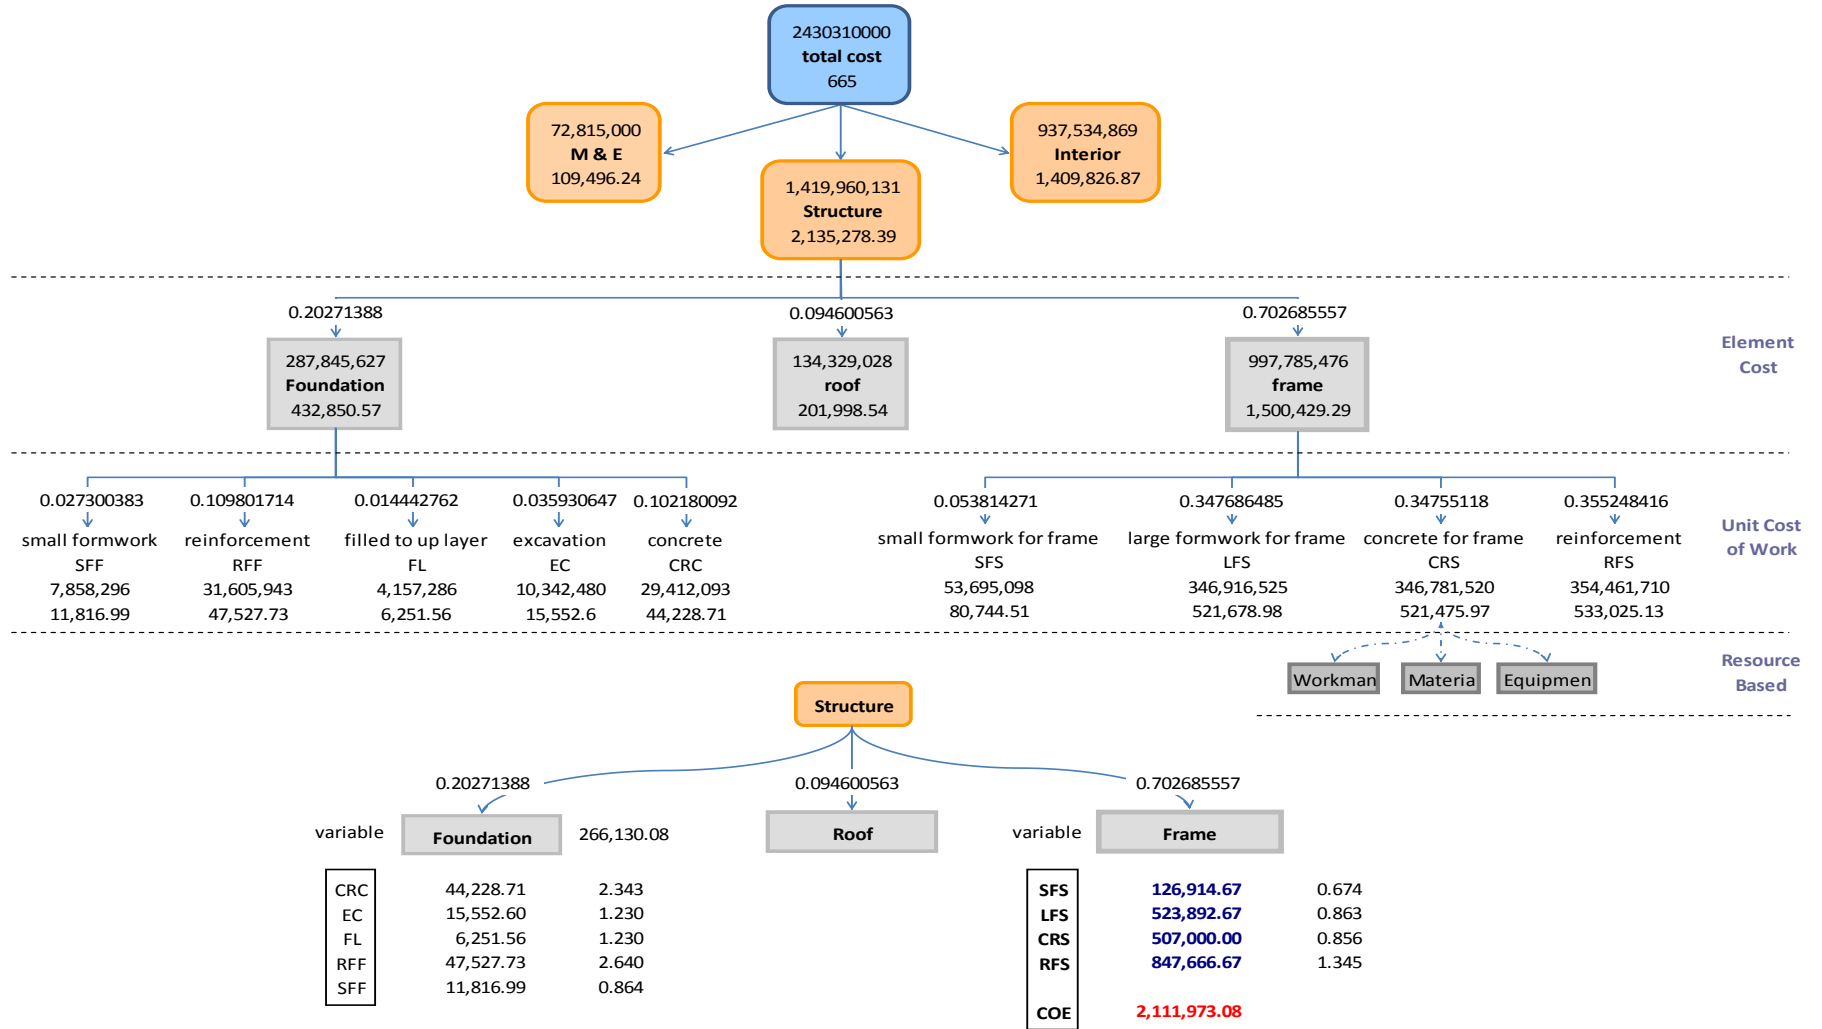 2430310000
total cost
665
72,815,000
M & E
109,496.24
1,419,960,131
Structure
2,135,278.39
937,534,869
Interior
1,409,826.87
0.20271388
0.094600563
0.702685557
287,845,627
Foundation
432,850.57
134,329,028
roof
201,998.54
997,785,476
frame
1,500,429.29
Element
Cost
0.027300383
small formwork
SFF
7,858,296
11,816.99
0.109801714
reinforcement
RFF
31,605,943
47,527.73
0.014442762
filled to up layer
FL
4,157,286
6,251.56
0.035930647
excavation
EC
10,342,480
15,552.6
0.102180092
concrete
CRC
29,412,093
44,228.71
0.053814271
small formwork for frame
SFS
53,695,098
80,744.51
0.347686485
large formwork for frame
LFS
346,916,525
521,678.98
0.34755118
concrete for frame
CRS
346,781,520
521,475.97
0.355248416
reinforcement
RFS
354,461,710
533,025.13
Unit Cost
of Work
Workman
Materia
Equipmen
Resource
Based
Structure
0.20271388
0.094600563
0.702685557
variable
Foundation
266,130.08
Roof
variable
Frame
CRC 44,228.71 2.343
EC 15,552.60 1.230
FL 6,251.56 1.230
RFF 47,527.73 2.640
SFF 11,816.99 0.864
SFS 126,914.67 0.674
LFS 523,892.67 0.863
CRS 507,000.00 0.856
RFS 847,666.67 1.345
COE 2,111,973.08